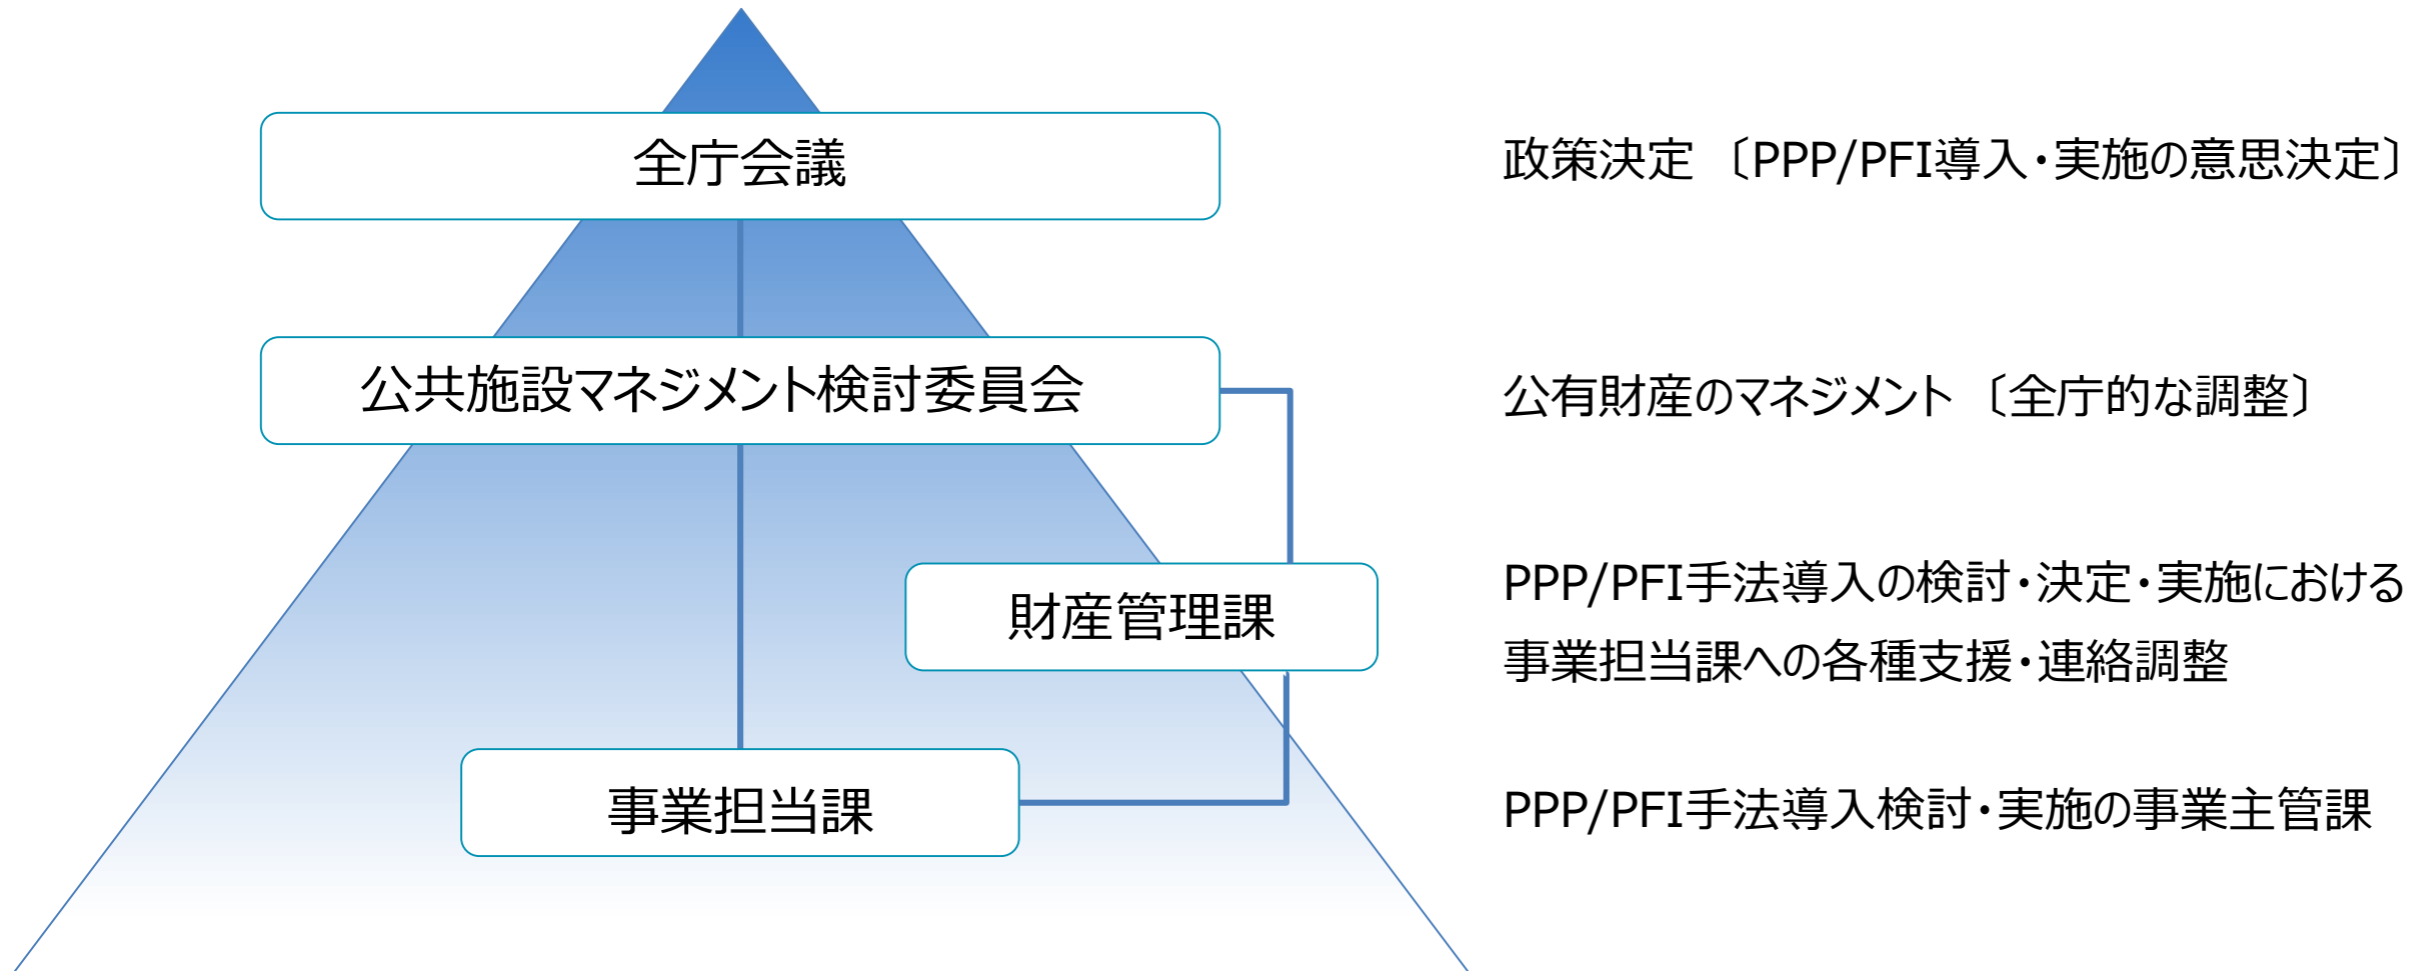 全庁会議
政策決定 〔PPP/PFI導入・実施の意思決定〕
公共施設マネジメント検討委員会
公有財産のマネジメント 〔全庁的な調整〕
財産管理課
PPP/PFI手法導入の検討・決定・実施における
事業担当課への各種支援・連絡調整
事業担当課
PPP/PFI手法導入検討・実施の事業主管課